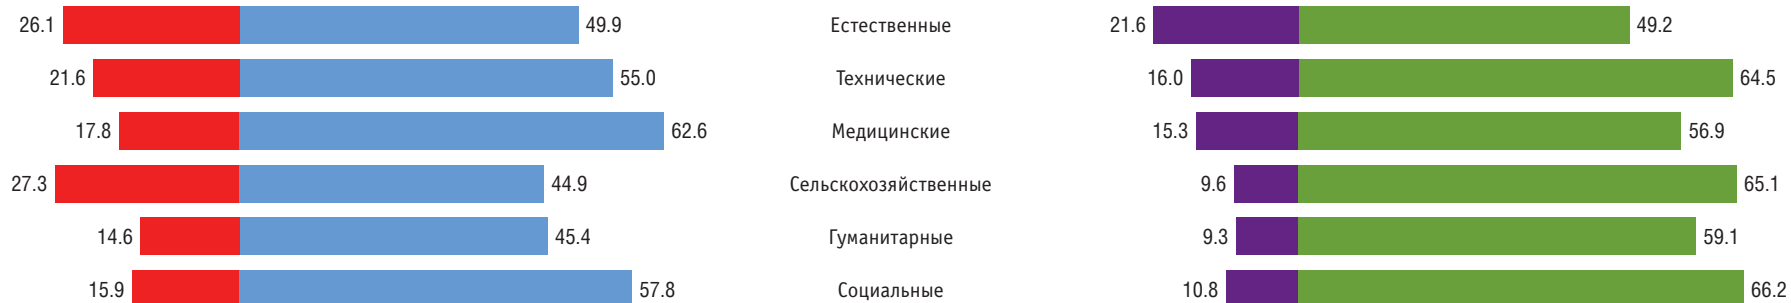 26.1 49.9 Естественные 21.6 49.2
21.6 55.0 Технические 16.0 64.5
17.8 62.6 Медицинские 15.3 56.9
27.3 44.9 Сельскохозяйственные 9.6 65.1
14.6 45.4 Гуманитарные 9.3 59.1
15.9 57.8 Социальные 10.8 66.2